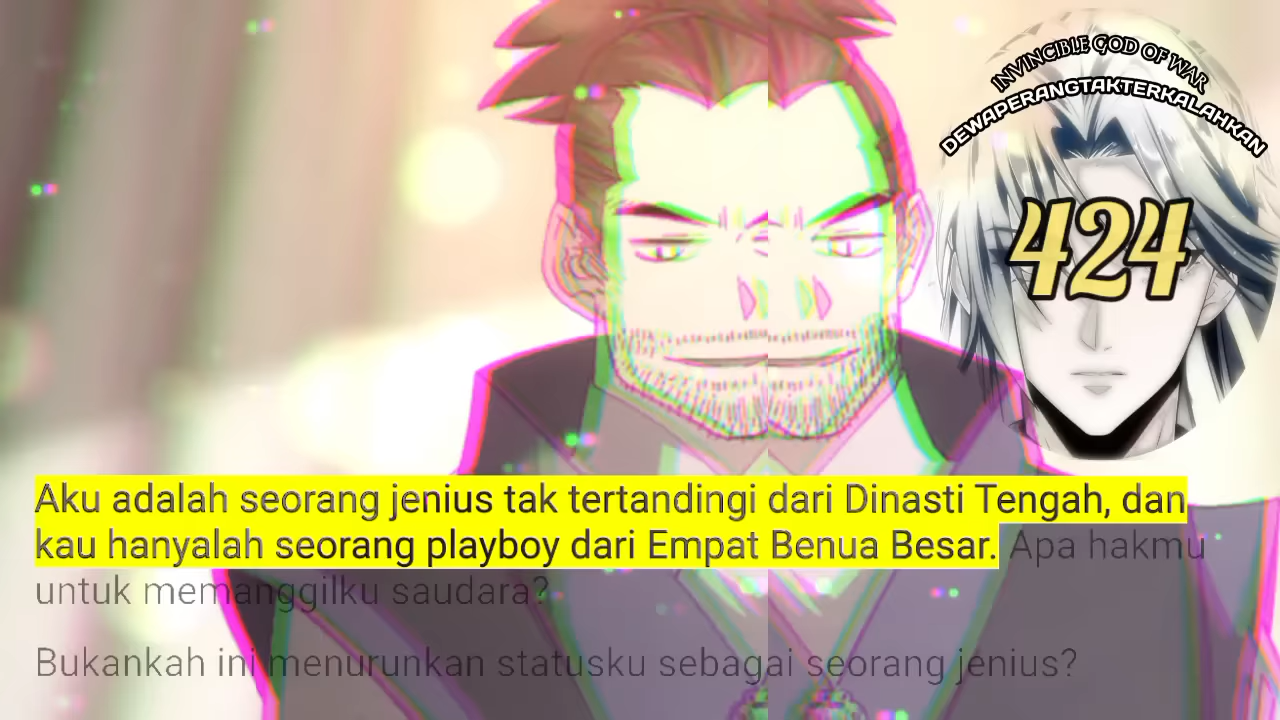 INVINCIBLE GOD OF WAR
DEWAPERANGTAKTERKALAHKAN
424
Aku adalah seorang jenius tak tertandingi dari Dinasti Tengah, dan
kau hanyalah seorang playboy dari Empat Benua Besar. Apa hakmu
untuk memanggilku saudara?
Bukankah ini menurunkan statusku sebagai seorang jenius?